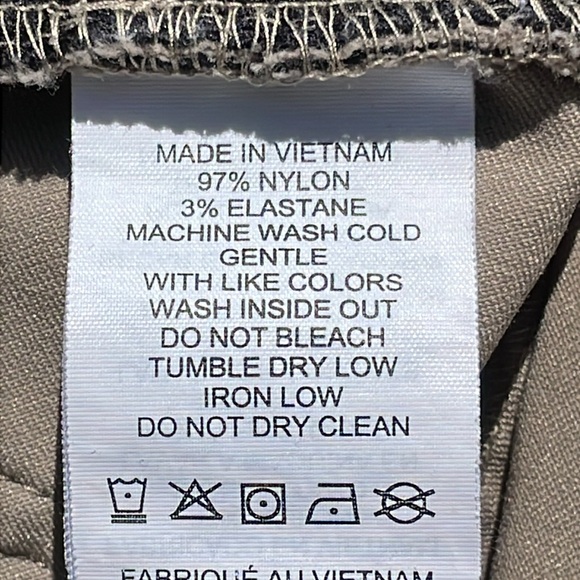 MADE IN VIETNAM
97% NYLON
3% ELASTANE
MACHINE WASH COLD
GENTLE
WITH LIKE COLORS
WASH INSIDE OUT
DO NOT BLEACH
TUMBLE DRY LOW
IRON LOW
DO NOT DRY CLEAN
FABRIQUÉ AU VIETNAM